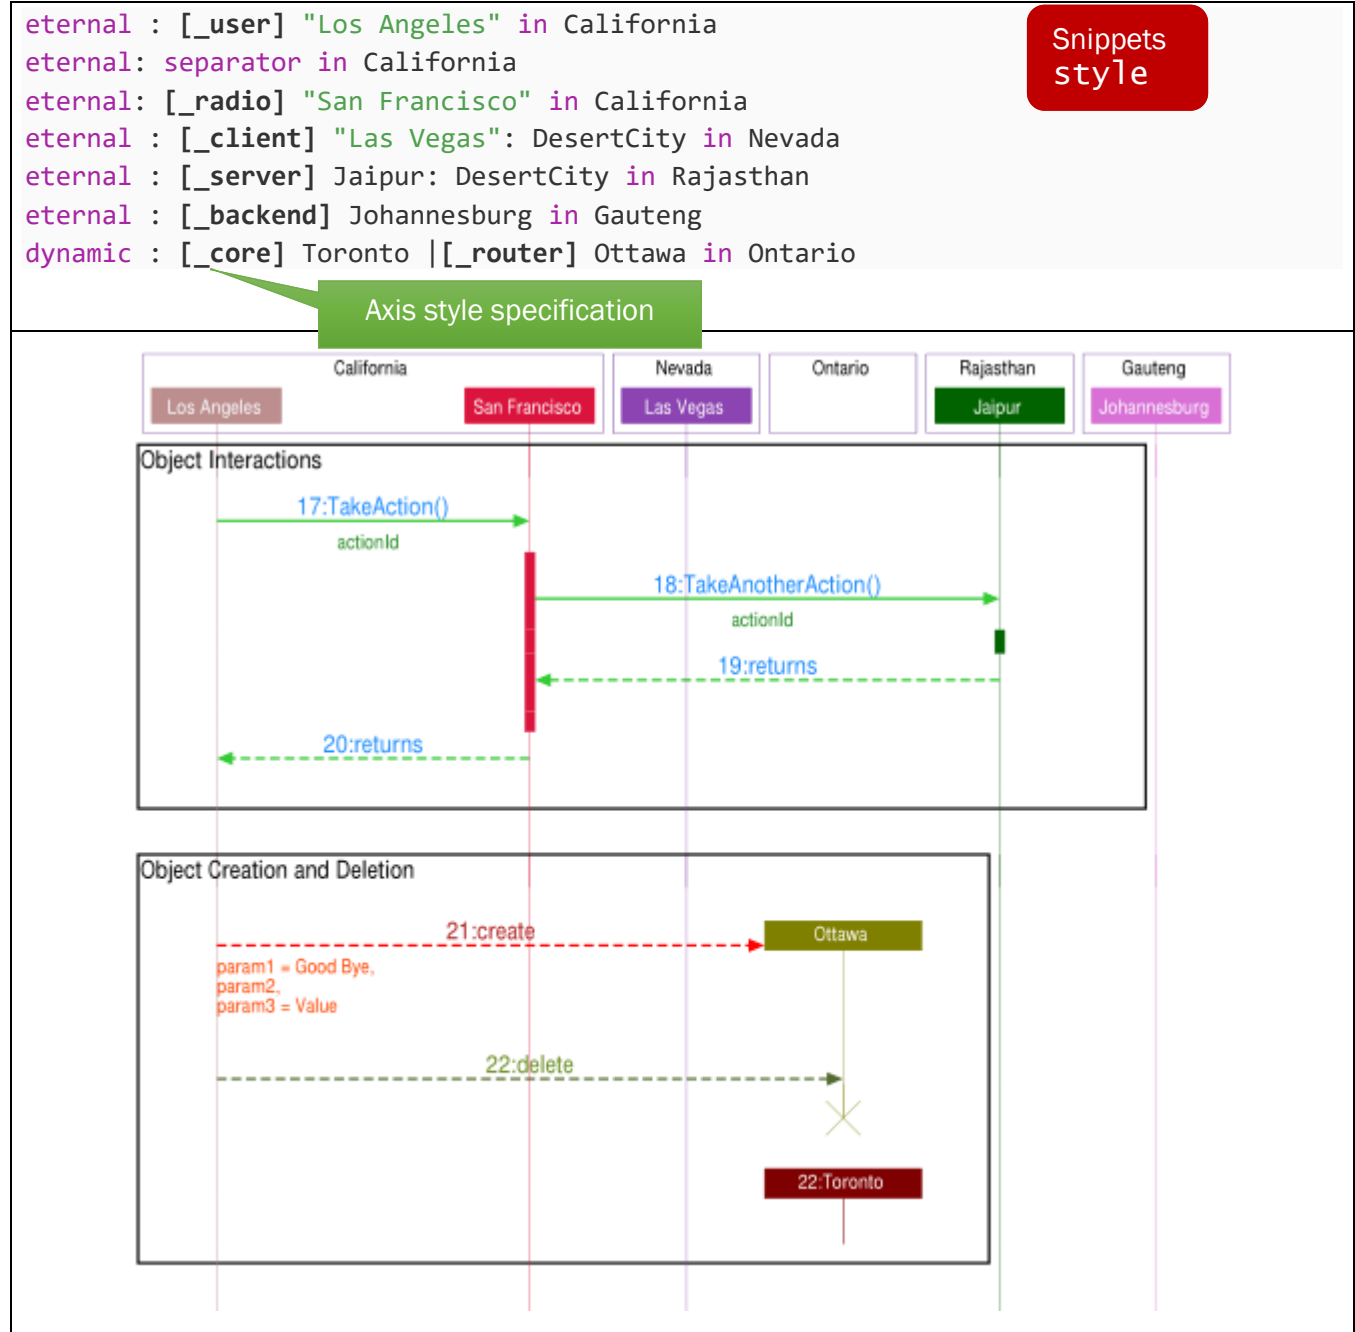 eternal : [_user] "Los Angeles" in California
eternal: separator in California
eternal: [_radio] "San Francisco" in California
eternal : [_client] "Las Vegas": DesertCity in Nevada
eternal : [_server] Jaipur: DesertCity in Rajasthan
eternal : [_backend] Johannesburg in Gauteng
dynamic : [_core] Toronto |[_router] Ottawa in Ontario
Snippets
style
Axis style specification
California
Nevada
Ontario
Rajasthan
Gauteng
Los Angeles
San Francisco
Las Vegas
Jaipur
Johannesburg
Object Interactions
17:TakeAction()
actionId
18:TakeAnotherAction()
actionId
19:returns
20:returns
Object Creation and Deletion
21:create
Ottawa
param1 = Good Bye,
param2,
param3 = Value
22:delete
22:Toronto